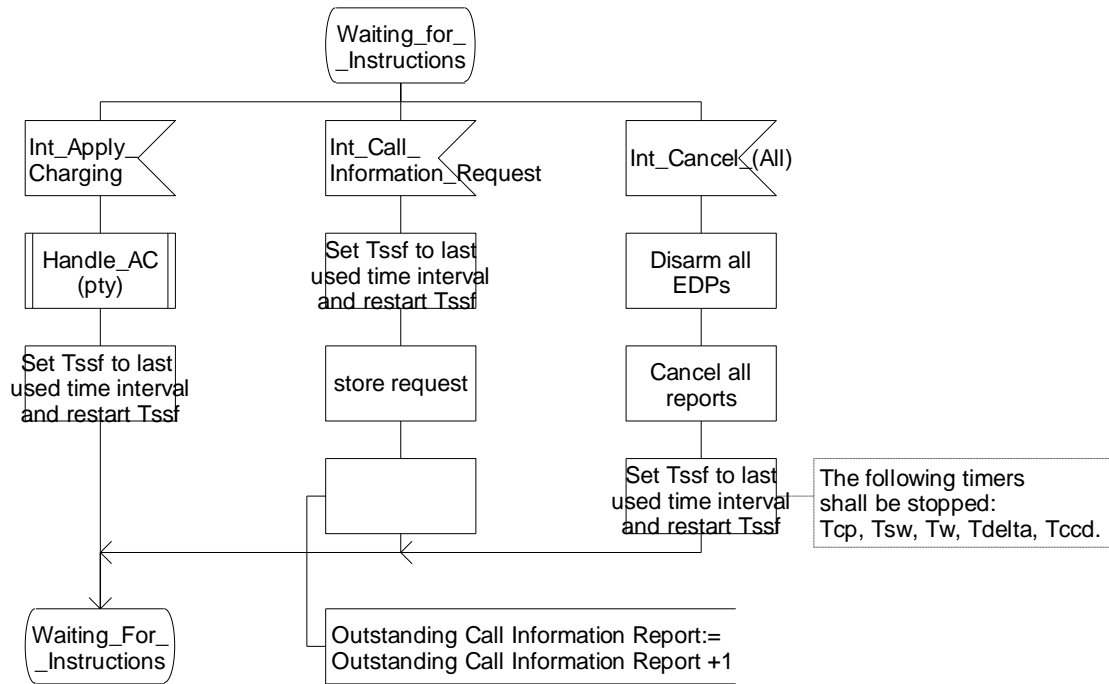 Waiting_for_
_Instructions
Int_Apply_
Charging
Int_Call_
Information_Request
Int_Cancel_(All)
Handle_AC
(pty)
Set Tssf to last
used time interval
and restart Tssf
Disarm all
EDPs
Set Tssf to last
used time interval
and restart Tssf
store request
Cancel all
reports
Set Tssf to last
used time interval
and restart Tssf
The following timers
shall be stopped:
Tcp, Tsw, Tw, Tdelta, Tccd.
Waiting_For_
_Instructions
Outstanding Call Information Report:=
Outstanding Call Information Report +1